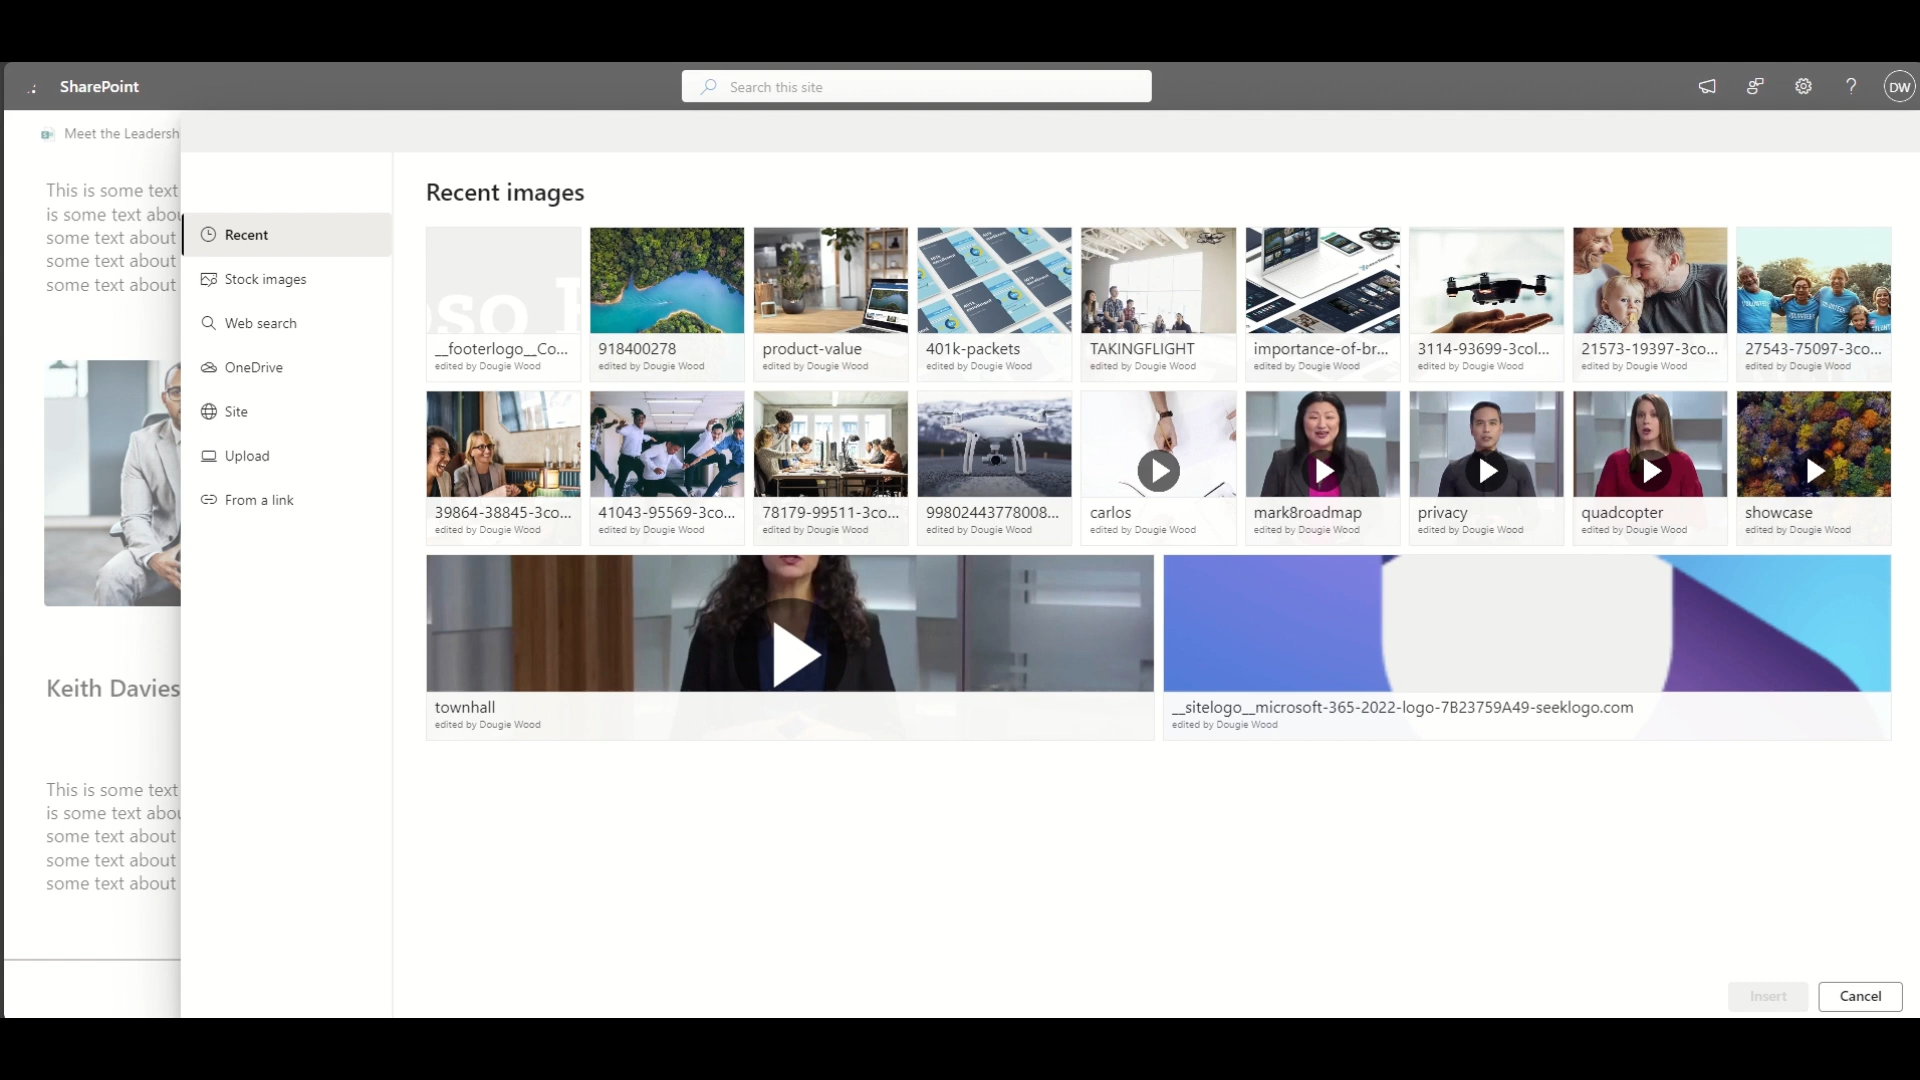 SharePoint
Search this site
DW
Meet the Leadersh
This is some text
is some text abou
some text about
some text about
some text about
Keith Davies
This is some text
is some text abou
some text about
some text about
some text about
Recent
Stock images
Web search
OneDrive
Site
Upload
From a link
Recent images
oso
__footerlogo__Co...
edited by Dougie Wood
918400278
edited by Dougie Wood
product-value
edited by Dougie Wood
401k-packets
edited by Dougie Wood
TAKINGFLIGHT
edited by Dougie Wood
importance-of-br...
edited by Dougie Wood
3114-93699-3col...
edited by Dougie Wood
21573-19397-3co...
edited by Dougie Wood
27543-75097-3co...
edited by Dougie Wood
39864-38845-3co...
edited by Dougie Wood
41043-95569-3co...
edited by Dougie Wood
78179-99511-3co...
edited by Dougie Wood
99802443778008...
edited by Dougie Wood
carlos
edited by Dougie Wood
mark8roadmap
edited by Dougie Wood
privacy
edited by Dougie Wood
quadcopter
edited by Dougie Wood
showcase
edited by Dougie Wood
townhall
edited by Dougie Wood
__sitelogo__microsoft-365-2022-logo-7B23759A49-seeklogo.com
edited by Dougie Wood
Insert
Cancel